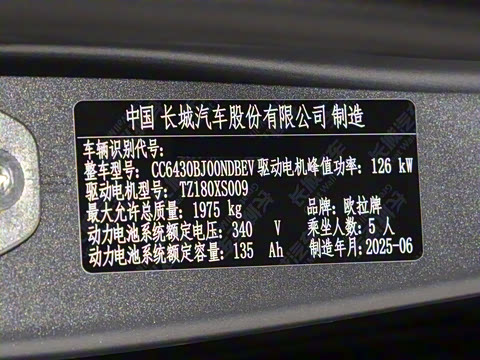 中国 长城汽车股份有限公司 制造
车辆识别代号:
整车型号: CC6430BJ00NDBEV 驱动电机峰值功率: 126 kW
驱动电机型号: TZ180XS009
最大允许总质量: 1975 kg 品牌: 欧拉牌
动力电池系统额定电压: 340 V 乘坐人数: 5 人
动力电池系统额定容量: 135 Ah 制造年月: 2025-06